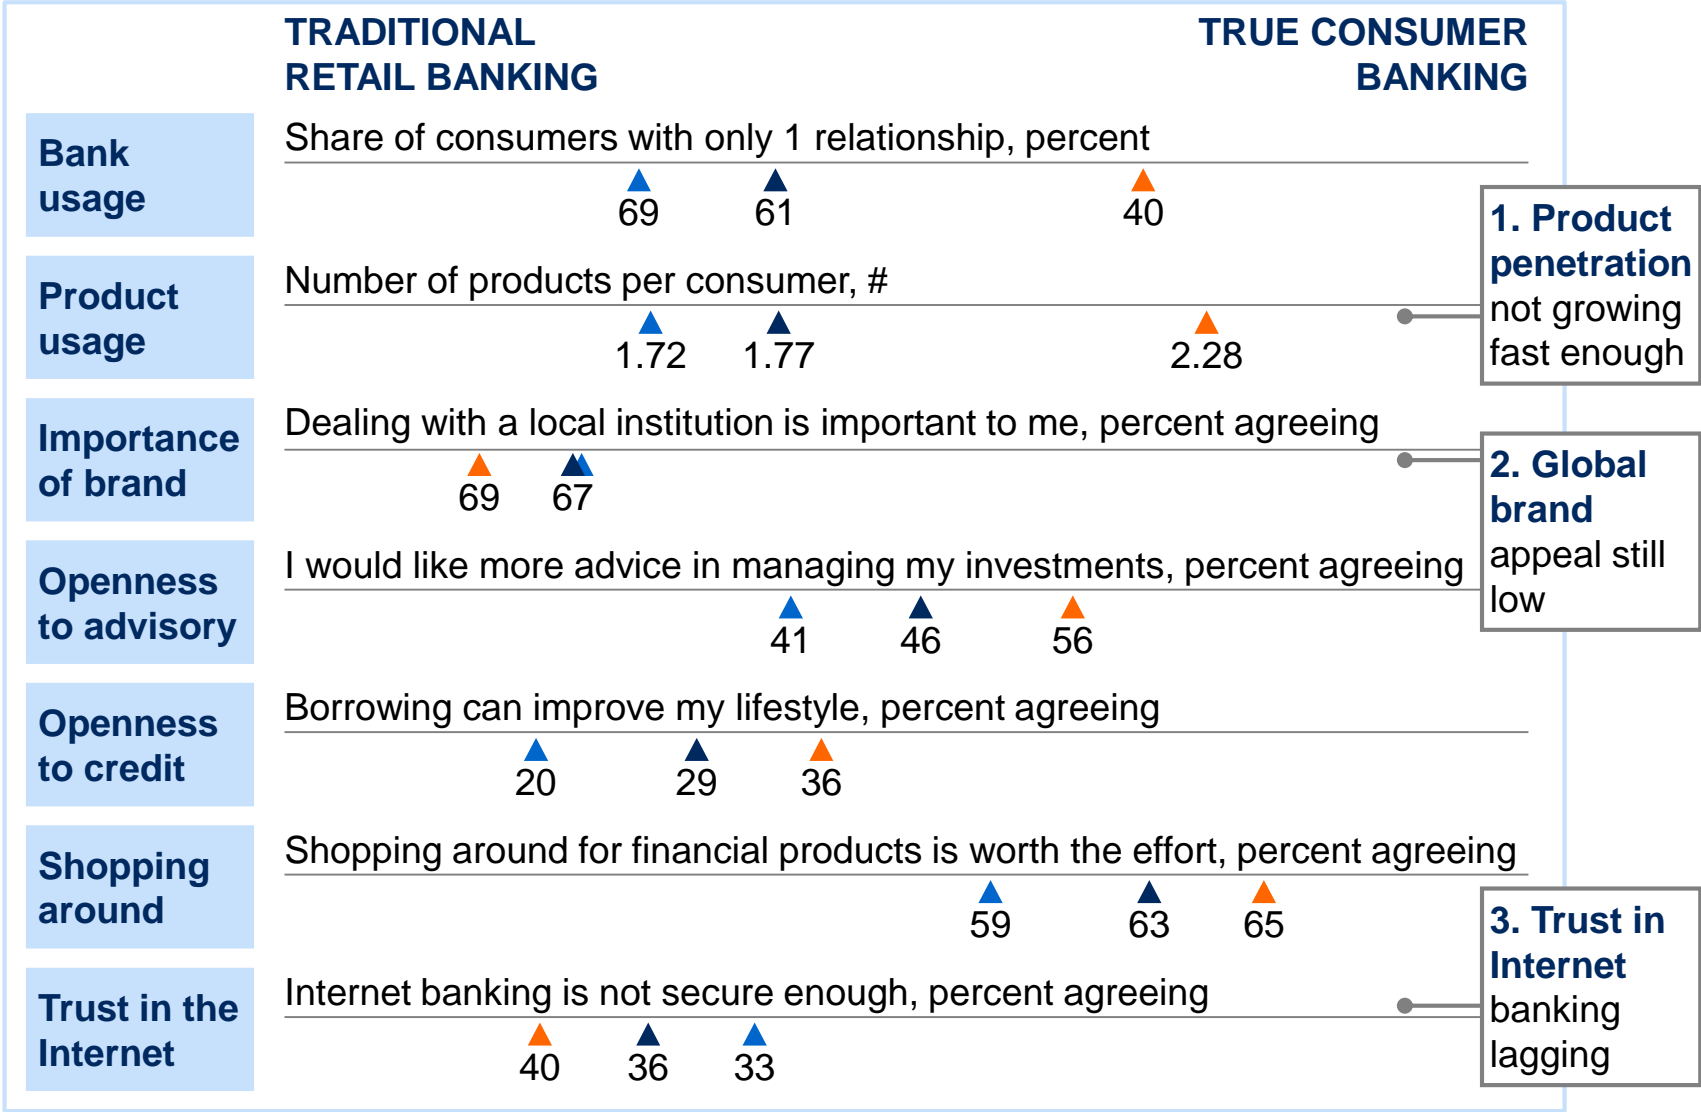 TRADITIONAL
RETAIL BANKING
TRUE CONSUMER
BANKING
Bank
usage
Share of consumers with only 1 relationship, percent
69
61
40
Product
usage
Number of products per consumer, #
1.72
1.77
2.28
1. Product
penetration
not growing
fast enough
Importance
of brand
Dealing with a local institution is important to me, percent agreeing
69
67
2. Global
brand
appeal still
low
Openness
to advisory
I would like more advice in managing my investments, percent agreeing
41
46
56
Openness
to credit
Borrowing can improve my lifestyle, percent agreeing
20
29
36
Shopping
around
Shopping around for financial products is worth the effort, percent agreeing
59
63
65
Trust in the
Internet
Internet banking is not secure enough, percent agreeing
40
36
33
3. Trust in
Internet
banking
lagging